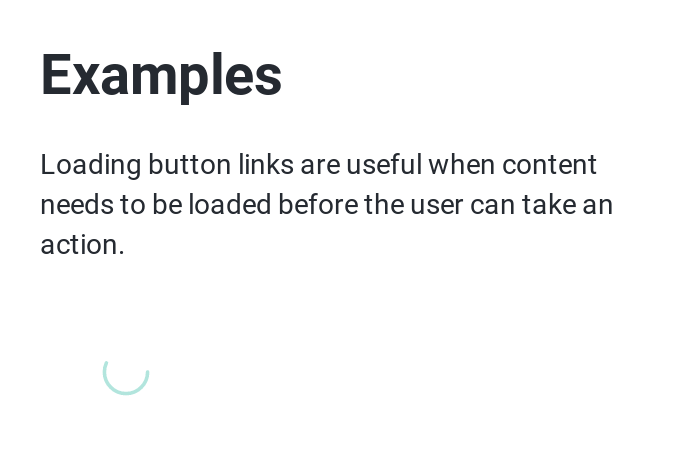 Examples
Loading button links are useful when content
needs to be loaded before the user can take an
action.